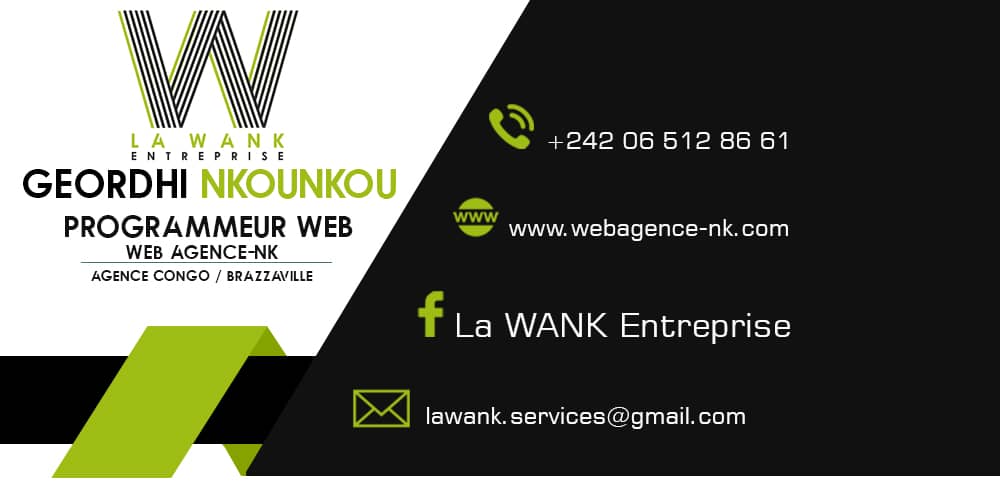 W
LA WANK
ENTREPRISE
GEORDHI NKOUNKOU
PROGRAMMEUR WEB
WEB AGENCE-NK
AGENCE CONGO / BRAZZAVILLE
+242 06 512 86 61
www
www.webagence-nk.com
f La WANK Entreprise
lawank.services@gmail.com